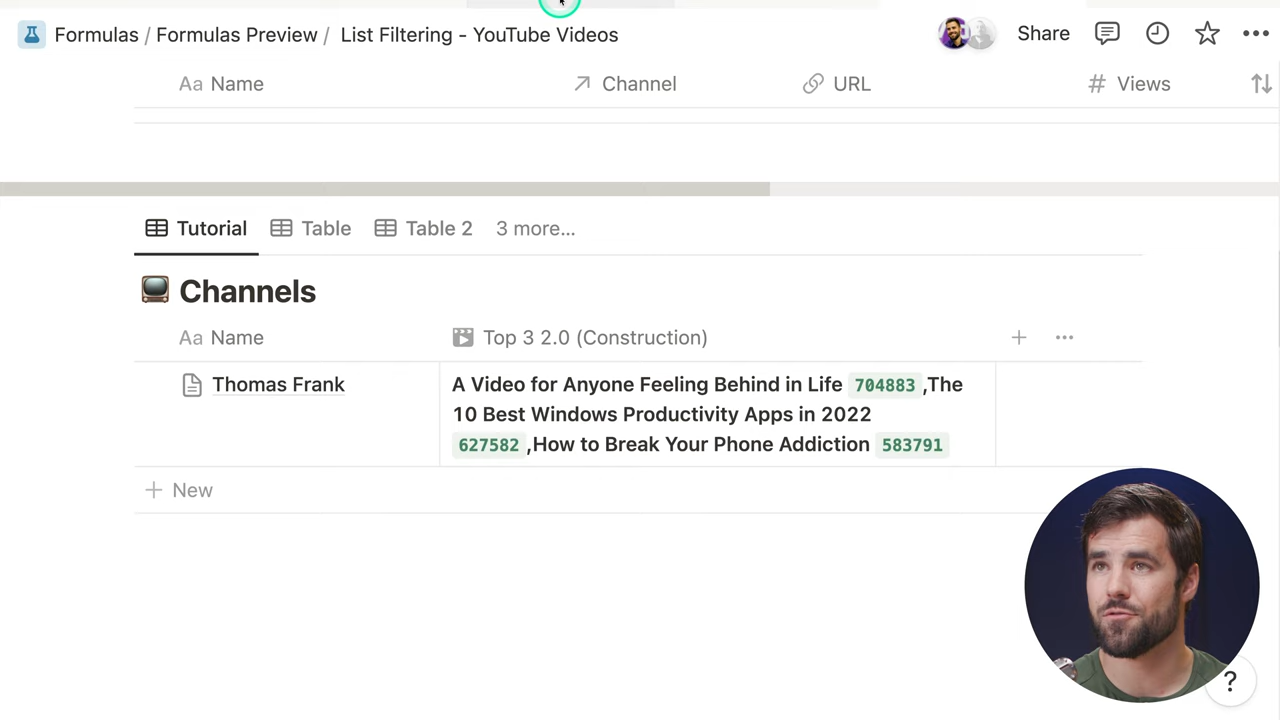 Formulas / Formulas Preview / List Filtering - YouTube Videos Share
Aa Name Channel URL # Views
Tutorial Table Table 2 3 more...
Channels
Aa Name Top 3 2.0 (Construction)
Thomas Frank
A Video for Anyone Feeling Behind in Life 704883 ,The
10 Best Windows Productivity Apps in 2022
627582 ,How to Break Your Phone Addiction 583791
+ New
?